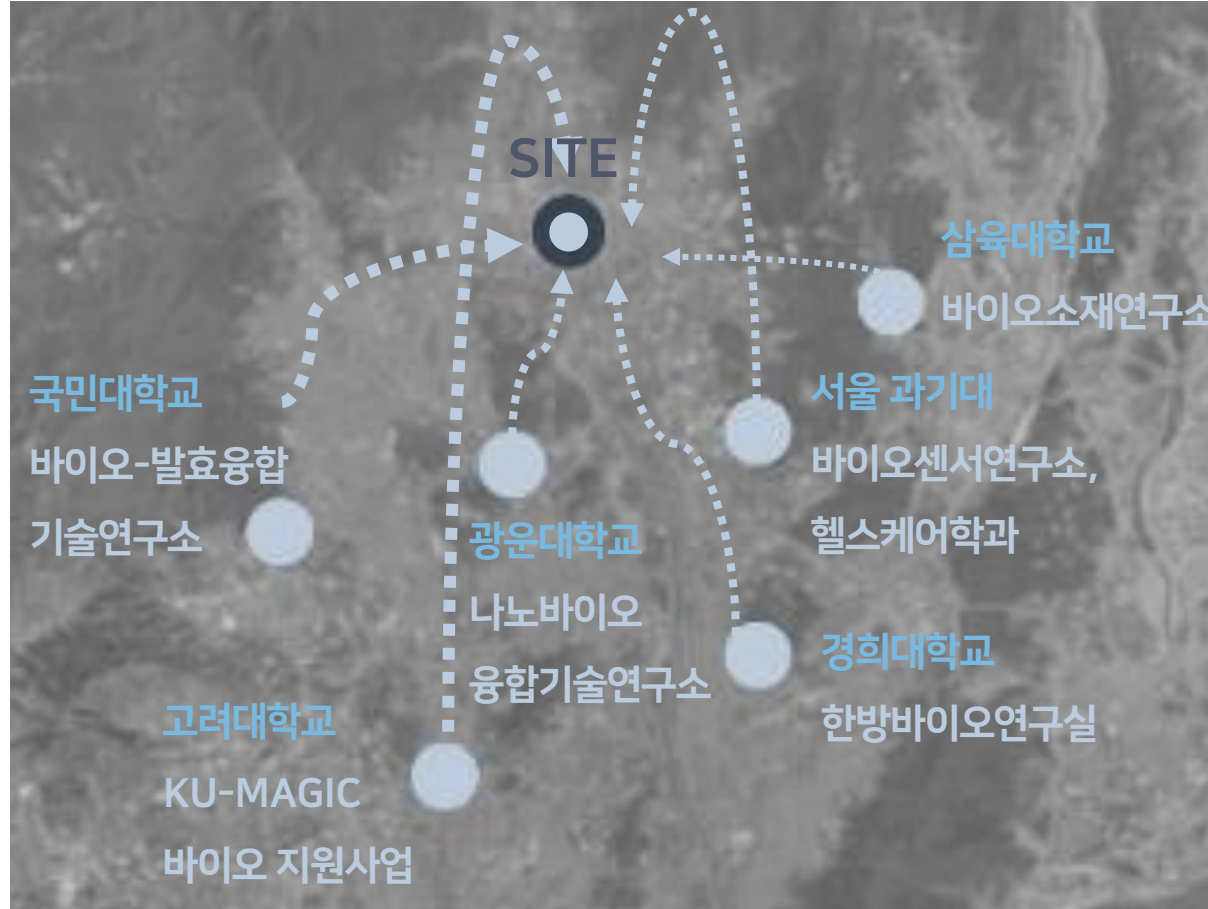 SITE
삼육대학교
바이오소재연구소
국민대학교
바이오-발효융합
기술연구소
서울 과기대
바이오센서연구소,
헬스케어학과
광운대학교
나노바이오
융합기술연구소
경희대학교
한방바이오연구실
고려대학교
KU-MAGIC
바이오 지원사업